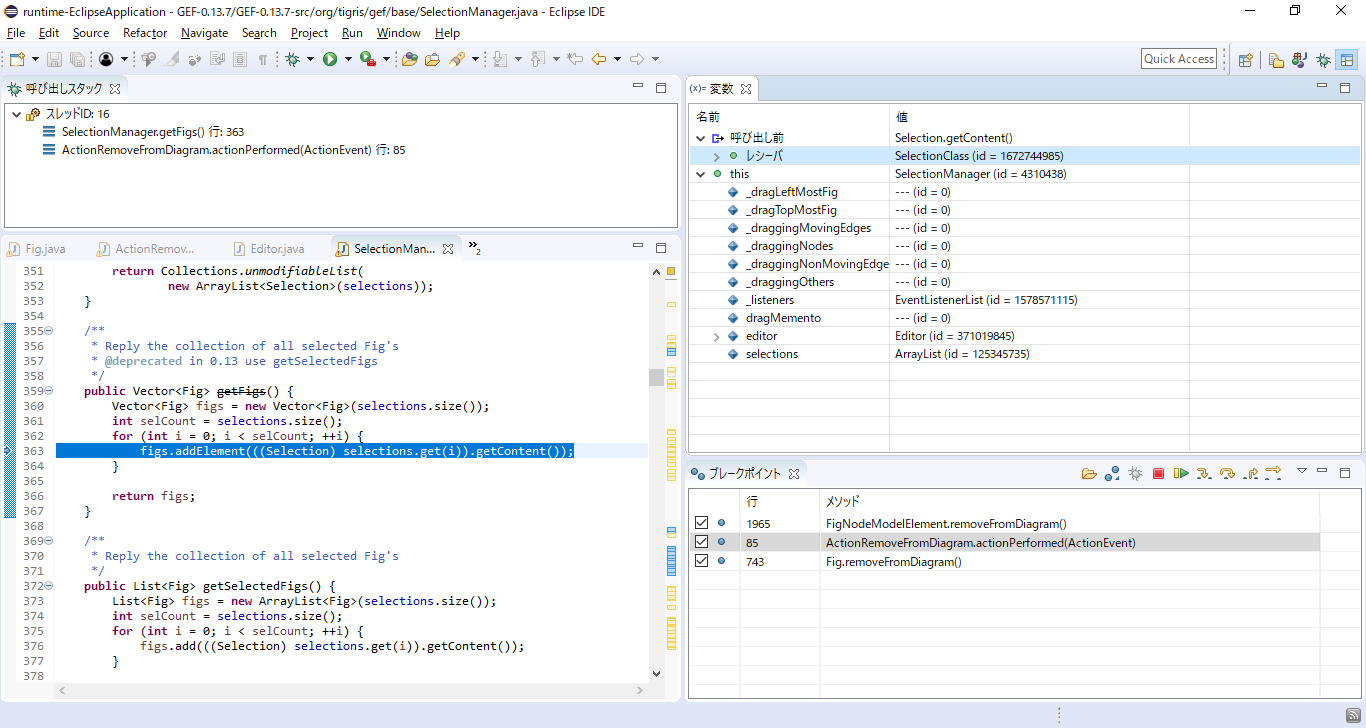 runtime-EclipseApplication - GEF-0.13.7/GEF-0.13.7-src/org/tigris/gef/base/SelectionManager.java - Eclipse IDE
File Edit Source Refactor Navigate Search Project Run Window Help
Quick Access
呼び出しスタック
スレッドID: 16
SelectionManager.getFigs() 行: 363
ActionRemoveFromDiagram.actionPerformed(ActionEvent) 行: 85
Fig.java ActionRemov... Editor.java SelectionMan... »2
351 return Collections.unmodifiableList(
352 new ArrayList<Selection>(selections));
353 }
354
355 /**
356 * Reply the collection of all selected Fig's
357 * @deprecated in 0.13 use getSelectedFigs
358 */
359 public Vector<Fig> getFigs() {
360 Vector<Fig> figs = new Vector<Fig>(selections.size());
361 int selCount = selections.size();
362 for (int i = 0; i < selCount; ++i) {
363 figs.addElement(((Selection) selections.get(i)).getContent());
364 }
365
366 return figs;
367 }
368
369 /**
370 * Reply the collection of all selected Fig's
371 */
372 public List<Fig> getSelectedFigs() {
373 List<Fig> figs = new ArrayList<Fig>(selections.size());
374 int selCount = selections.size();
375 for (int i = 0; i < selCount; ++i) {
376 figs.add(((Selection) selections.get(i)).getContent());
377 }
378
(x)= 変数
名前 値
呼び出し前 Selection.getContent()
レシーバ SelectionClass (id = 1672744985)
this SelectionManager (id = 4310438)
_dragLeftMostFig --- (id = 0)
_dragTopMostFig --- (id = 0)
_draggingMovingEdges --- (id = 0)
_draggingNodes --- (id = 0)
_draggingNonMovingEdge --- (id = 0)
_draggingOthers --- (id = 0)
_listeners EventListenerList (id = 1578571115)
dragMemento --- (id = 0)
editor Editor (id = 371019845)
selections ArrayList (id = 125345735)
ブレークポイント
行 メソッド
1965 FigNodeModelElement.removeFromDiagram()
85 ActionRemoveFromDiagram.actionPerformed(ActionEvent)
743 Fig.removeFromDiagram()